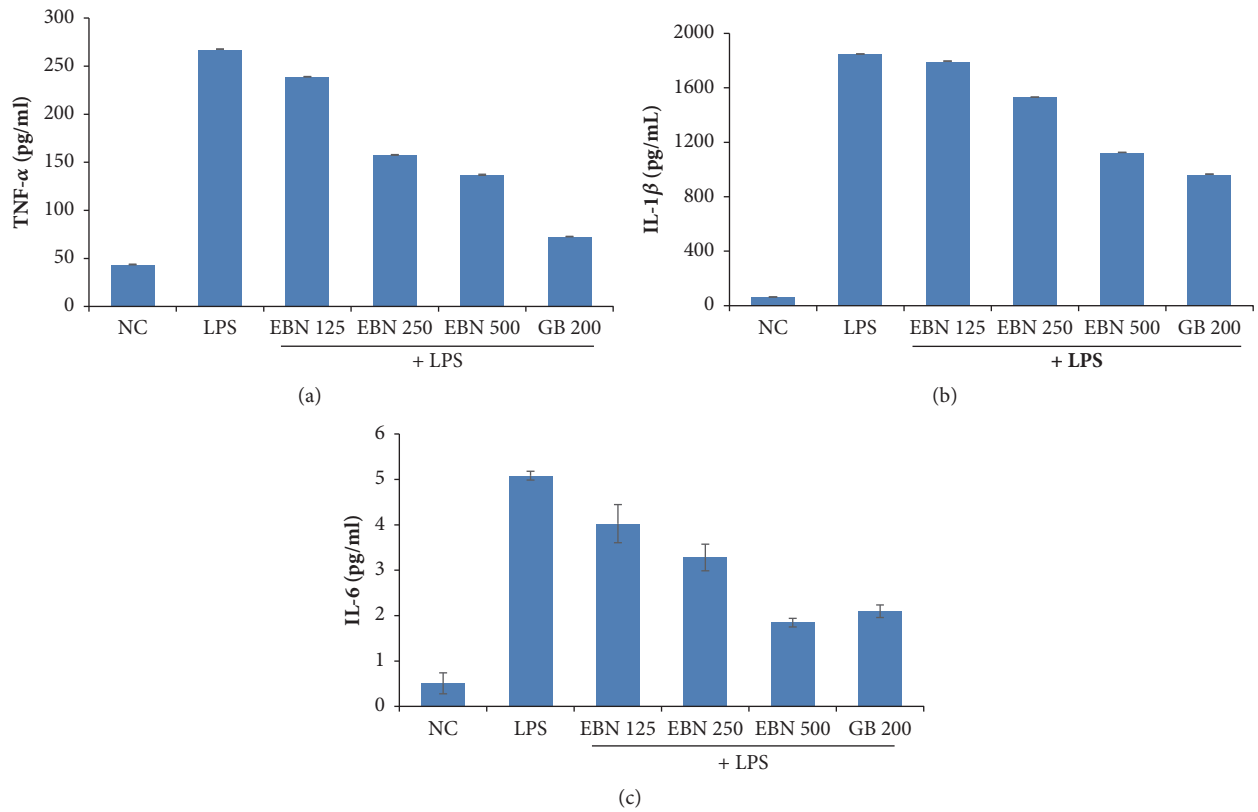 300
250
200
150
100
50
0
TNF-α (pg/ml)
NC LPS EBN 125 EBN 250 EBN 500 GB 200
+ LPS
(a)
2000
1600
1200
800
400
0
IL-1β (pg/mL)
NC LPS EBN 125 EBN 250 EBN 500 GB 200
+ LPS
(b)
6
5
4
3
2
1
0
IL-6 (pg/ml)
NC LPS EBN 125 EBN 250 EBN 500 GB 200
+ LPS
(c)